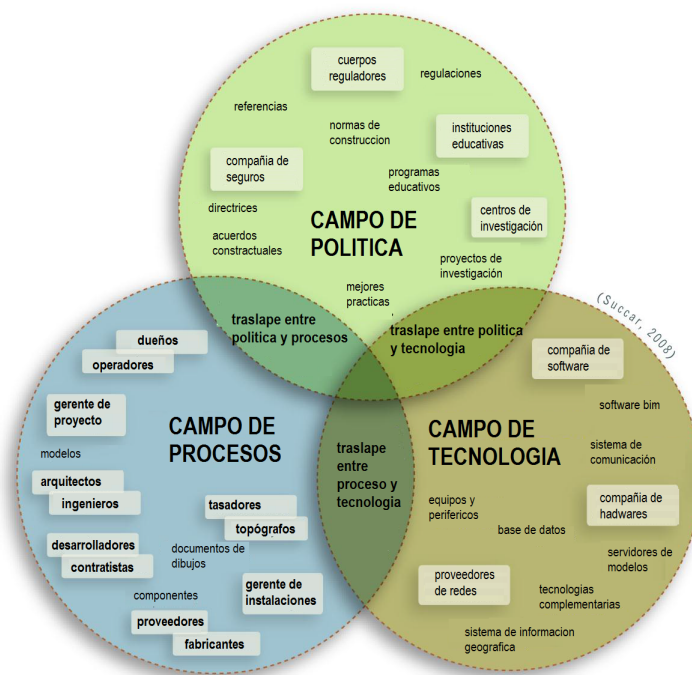 cuerpos
reguladores
regulaciones
referencias
normas de
construccion
instituciones
educativas
compañia de
seguros
programas
educativos
directrices
CAMPO DE
POLITICA
centros de
investigación
acuerdos
constractuales
proyectos de
investigación
mejores
practicas
traslape entre
politica y procesos
traslape entre politica
y tecnologia
(Succar, 2008)
dueños
operadores
gerente de
proyecto
CAMPO DE
PROCESOS
modelos
arquitectos
ingenieros
tasadores
topógrafos
desarrolladores
contratistas
documentos de
dibujos
componentes
gerente de
instalaciones
proveedores
fabricantes
traslape
entre
proceso y
tecnologia
compañia de
software
software bim
CAMPO DE
TECNOLOGIA
sistema de
comunicación
equipos y
perifericos
compañia de
hadwares
base de datos
servidores de
modelos
proveedores
de redes
tecnologias
complementarias
sistema de informacion
geografica